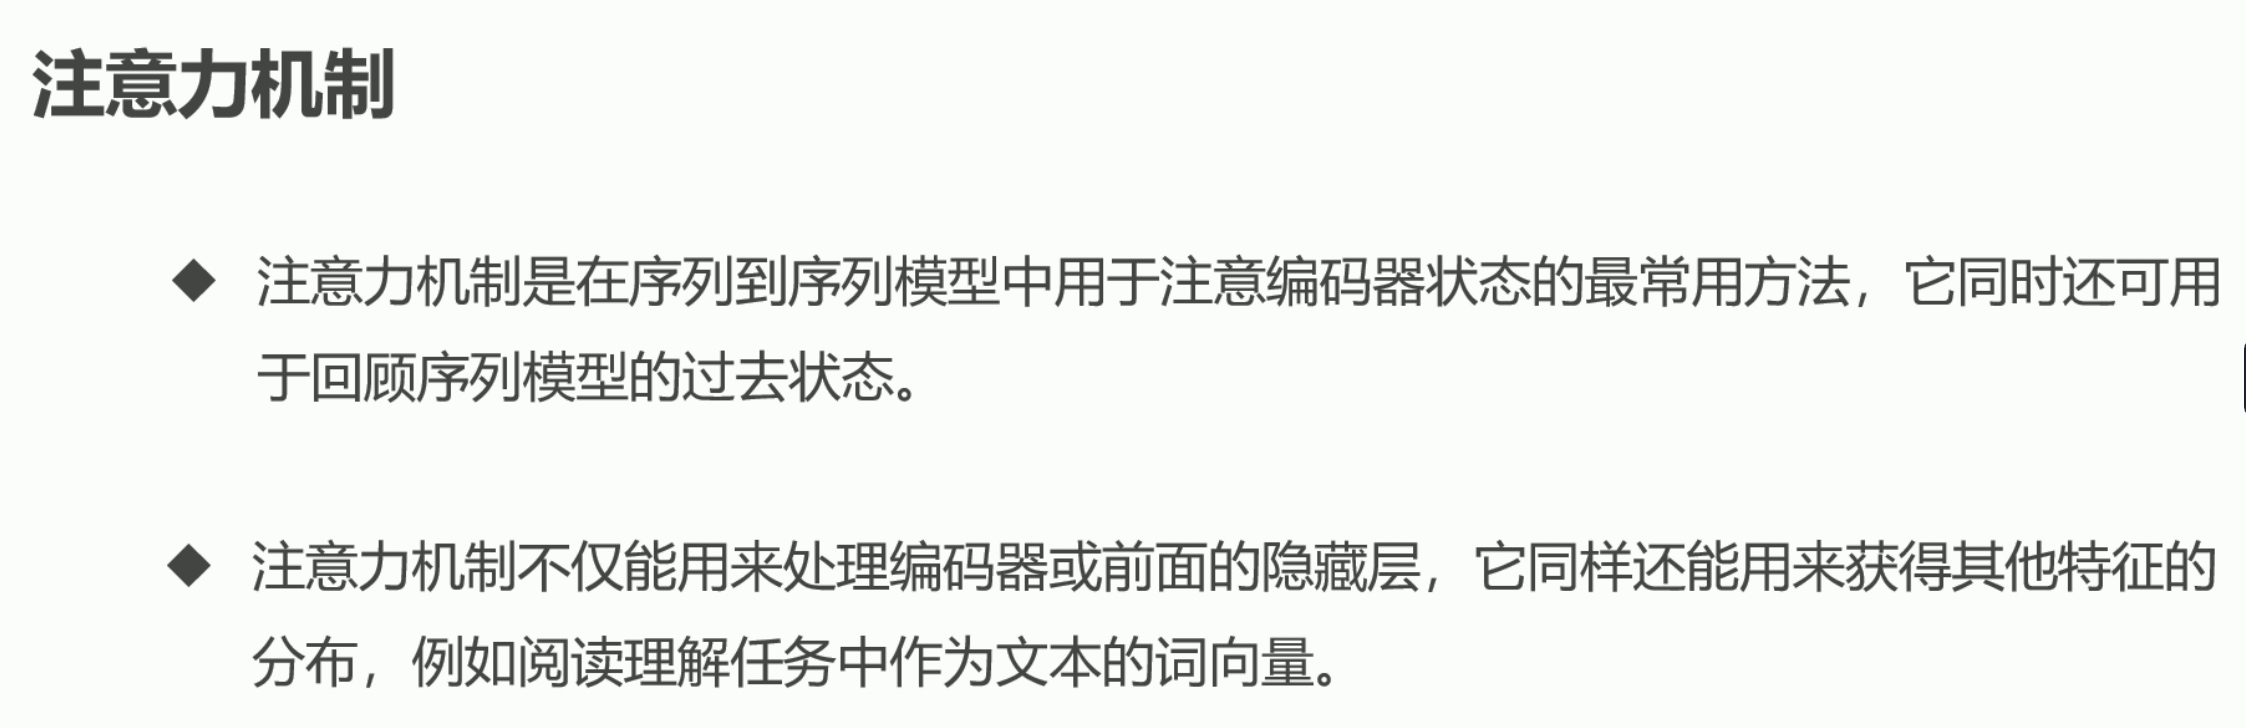 注意力机制
◆ 注意力机制是在序列到序列模型中用于注意编码器状态的最常用方法，它同时还可用
于回顾序列模型的过去状态。
◆ 注意力机制不仅能用来处理编码器或前面的隐藏层，它同样还能用来获得其他特征的
分布，例如阅读理解任务中作为文本的词向量。